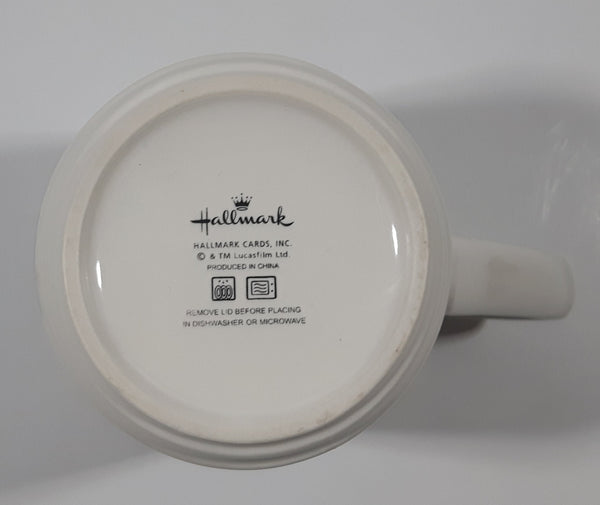 Hallmark
HALLMARK CARDS, INC.
© & TM Lucasfilm Ltd.
PRODUCED IN CHINA
REMOVE LID BEFORE PLACING
IN DISHWASHER OR MICROWAVE